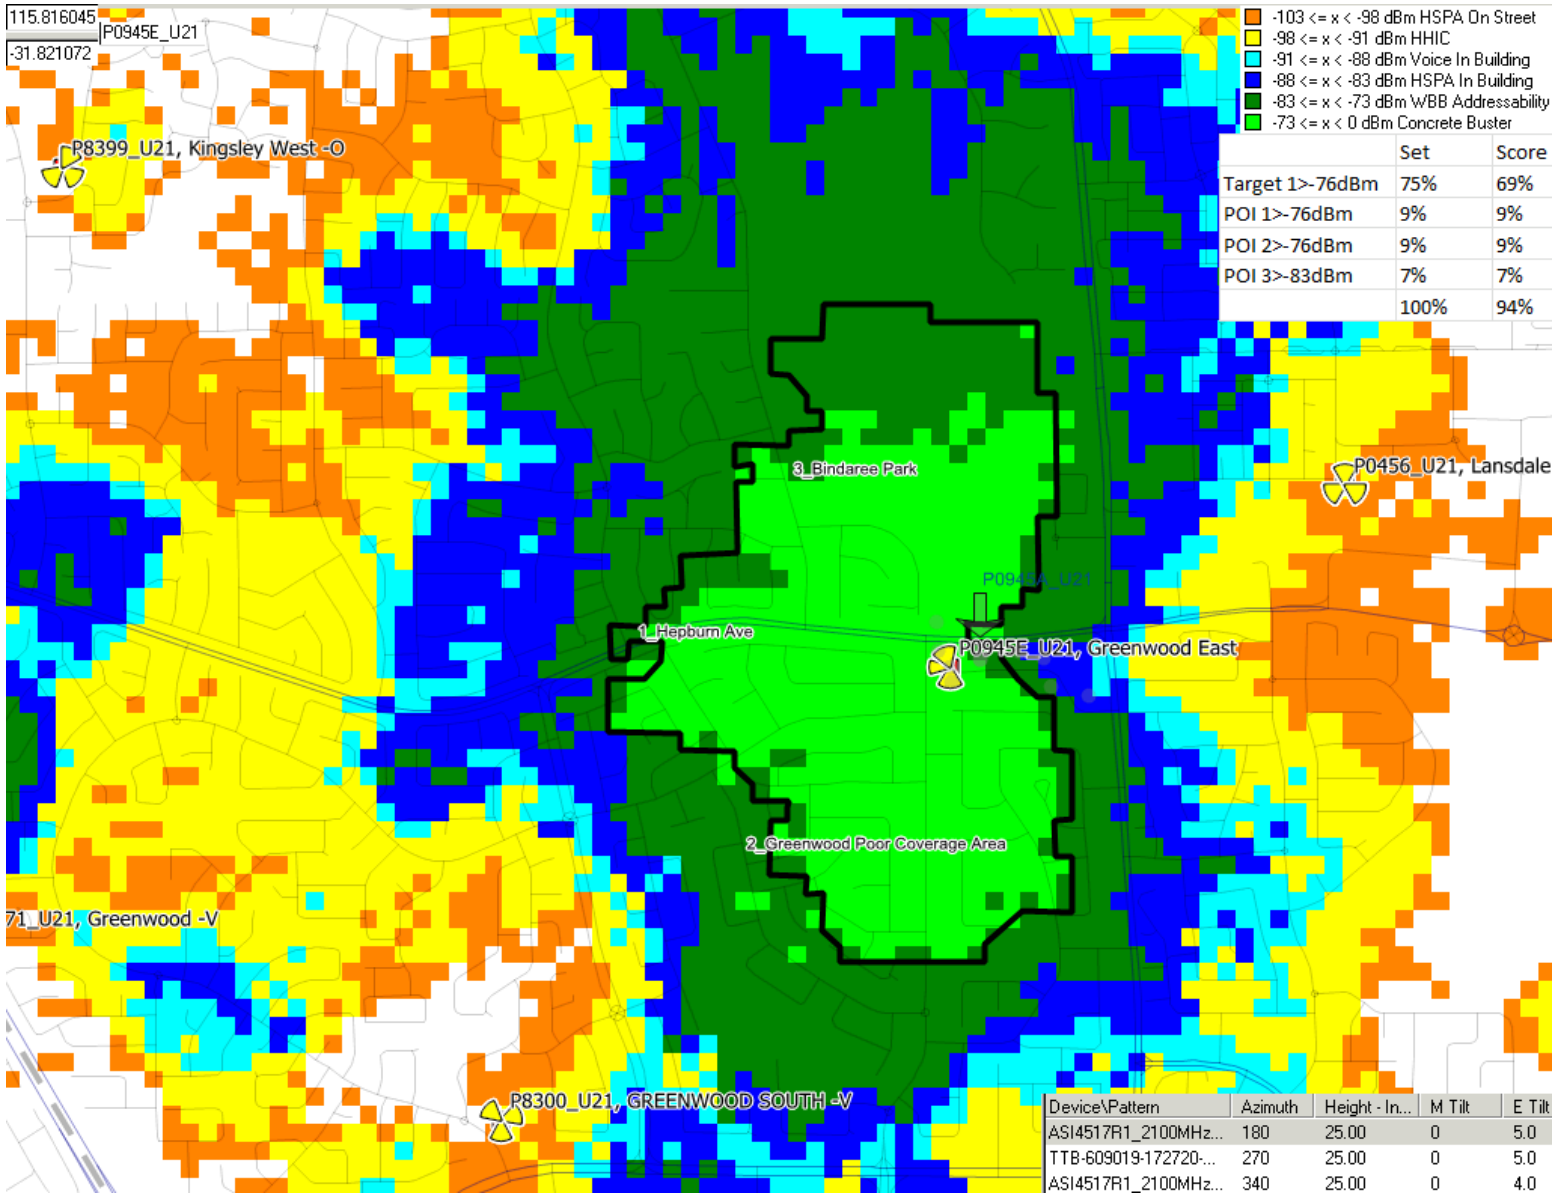 115.816045
P0945E_U21
-31.821072
-103 <= x < -98 dBm HSPA On Street
-98 <= x < -91 dBm HHIC
-91 <= x < -88 dBm Voice In Building
-88 <= x < -83 dBm HSPA In Building
-83 <= x < -73 dBm WBB Addressability
-73 <= x < 0 dBm Concrete Buster
Set Score
Target 1>-76dBm 75% 69%
POI 1>-76dBm 9% 9%
POI 2>-76dBm 9% 9%
POI 3>-83dBm 7% 7%
100% 94%
P8399_U21, Kingsley West -O
3_Bindaree Park
P0456_U21, Lansdale
P0945A_U21
1_Hepburn Ave
P0945E_U21, Greenwood East
2_Greenwood Poor Coverage Area
71_U21, Greenwood -V
P8300_U21, GREENWOOD SOUTH -V
Device\Pattern Azimuth Height - In... M Tilt E Tilt
ASI4517R1_2100MHz... 180 25.00 0 5.0
TTB-609019-172720-... 270 25.00 0 5.0
ASI4517R1_2100MHz... 340 25.00 0 4.0